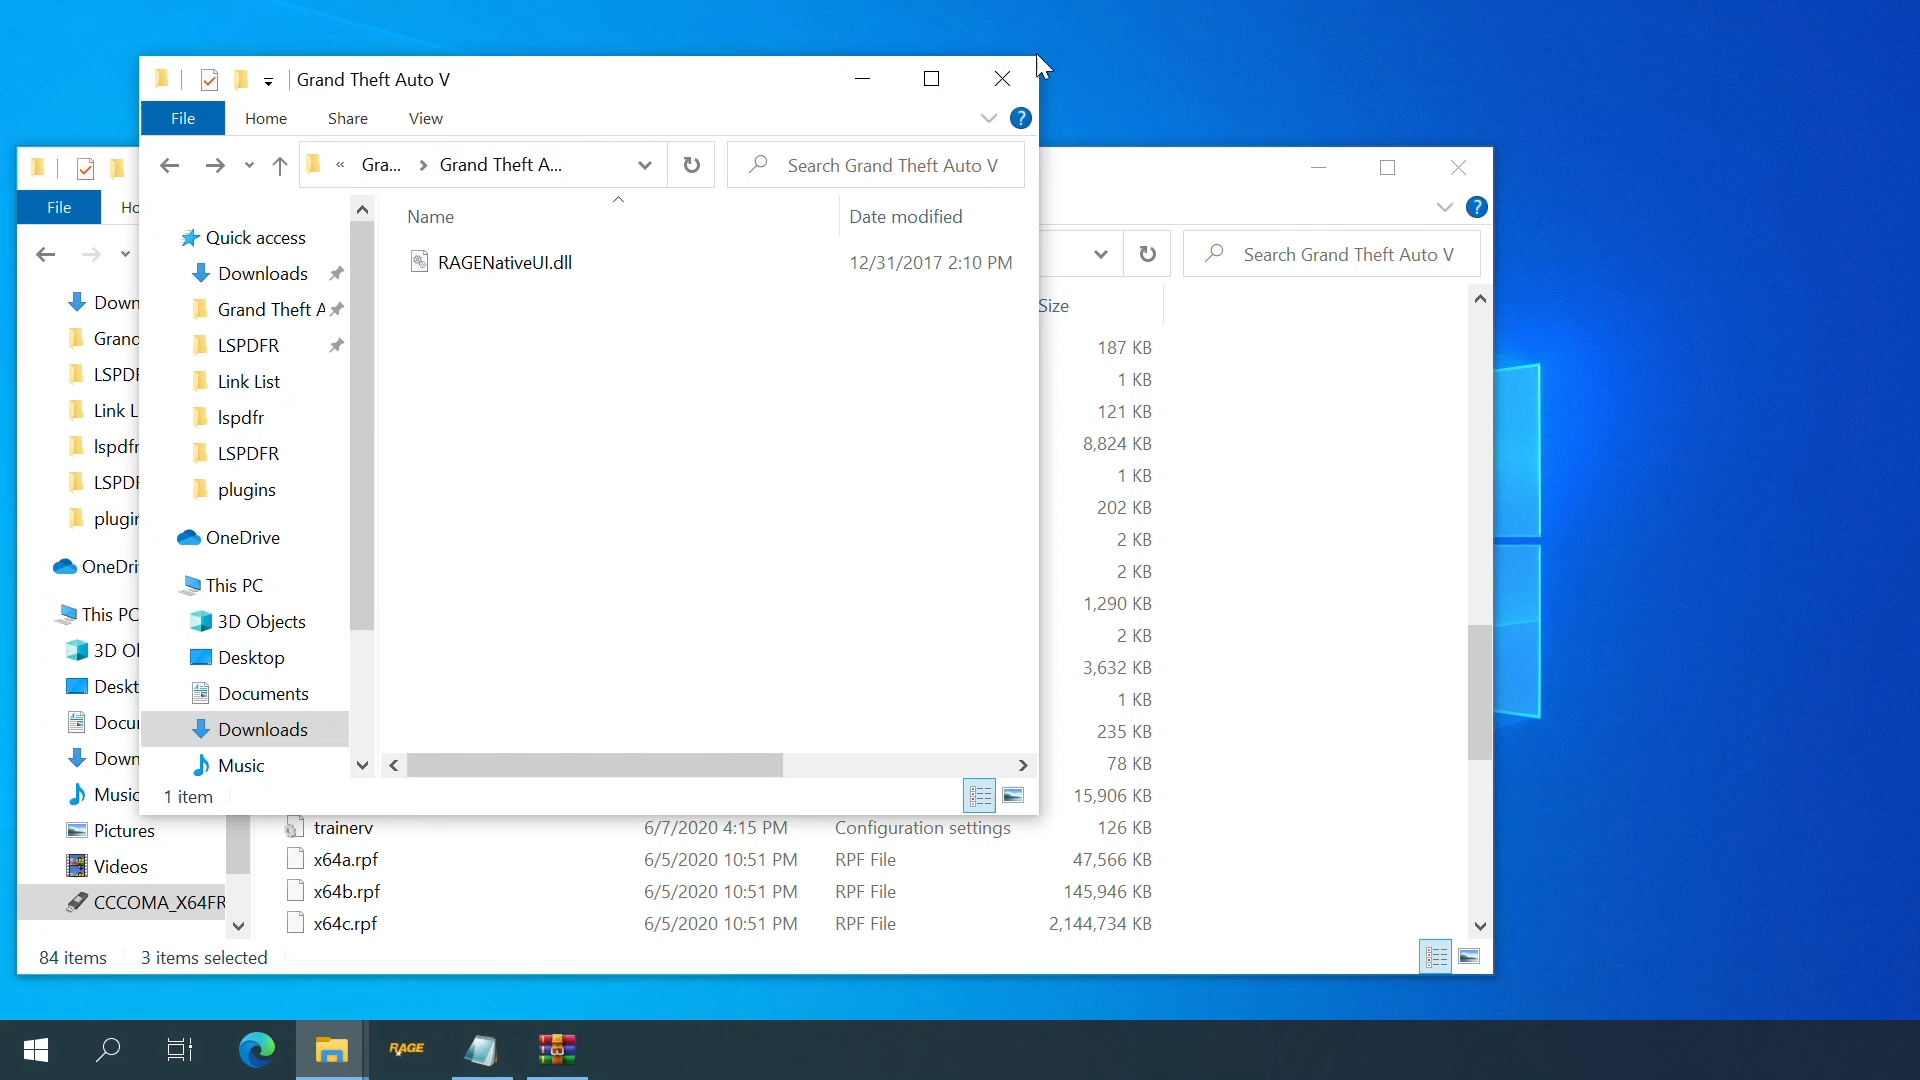 Grand Theft Auto V
File Home Share View
« Gra... Grand Theft A... Search Grand Theft Auto V
Name Date modified
RAGENativeUI.dll 12/31/2017 2:10 PM
Quick access
Downloads
Grand Theft A
LSPDFR
Link List
lspdfr
LSPDFR
plugins
OneDrive
This PC
3D Objects
Desktop
Documents
Downloads
Music
1 item
File Ho
Search Grand Theft Auto V
Down
Grand
LSPDF
Link L
lspdfr
LSPDF
plugin
OneDri
This PC
3D Ob
Deskt
Docu
Down
Music
Pictures
Videos
CCCOMA_X64FR
Size
187 KB
1 KB
121 KB
8,824 KB
1 KB
202 KB
2 KB
2 KB
1,290 KB
2 KB
3,632 KB
1 KB
235 KB
78 KB
15,906 KB
trainerv 6/7/2020 4:15 PM Configuration settings 126 KB
x64a.rpf 6/5/2020 10:51 PM RPF File 47,566 KB
x64b.rpf 6/5/2020 10:51 PM RPF File 145,946 KB
x64c.rpf 6/5/2020 10:51 PM RPF File 2,144,734 KB
84 items 3 items selected
RAGE